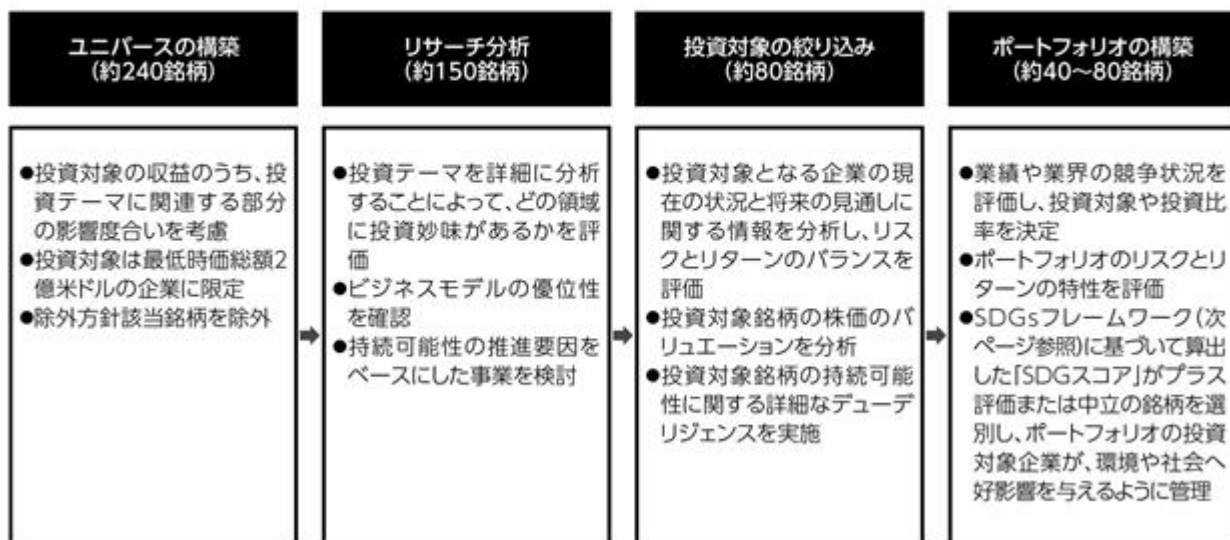 ユニバースの構築
(約240銘柄)
●投資対象の収益のうち、投
資テーマに関連する部分
の影響度合いを考慮
●投資対象は最低時価総額2
億米ドルの企業に限定
●除外方針該当銘柄を除外
リサーチ分析
(約150銘柄)
●投資テーマを詳細に分析
することによって、どの領域
に投資妙味があるかを評
価
●ビジネスモデルの優位性
を確認
●持続可能性の推進要因を
ベースにした事業を検討
投資対象の絞り込み
(約80銘柄)
●投資対象となる企業の現
在の状況と将来の見通しに
関する情報を分析し、リス
クとリターンのバランスを
評価
●投資対象銘柄の株価のバ
リュエーションを分析
●投資対象銘柄の持続可能
性に関する詳細なデューデ
リジェンスを実施
ポートフォリオの構築
(約40～80銘柄)
●業績や業界の競争状況を
評価し、投資対象や投資比
率を決定
●ポートフォリオのリスクとリ
ターンの特性を評価
●SDGsフレームワーク(次
ページ参照)に基づいて算出
した「SDGスコア」がプラス
評価または中立の銘柄を選
別し、ポートフォリオの投資
対象企業が、環境や社会へ
好影響を与えるように管理